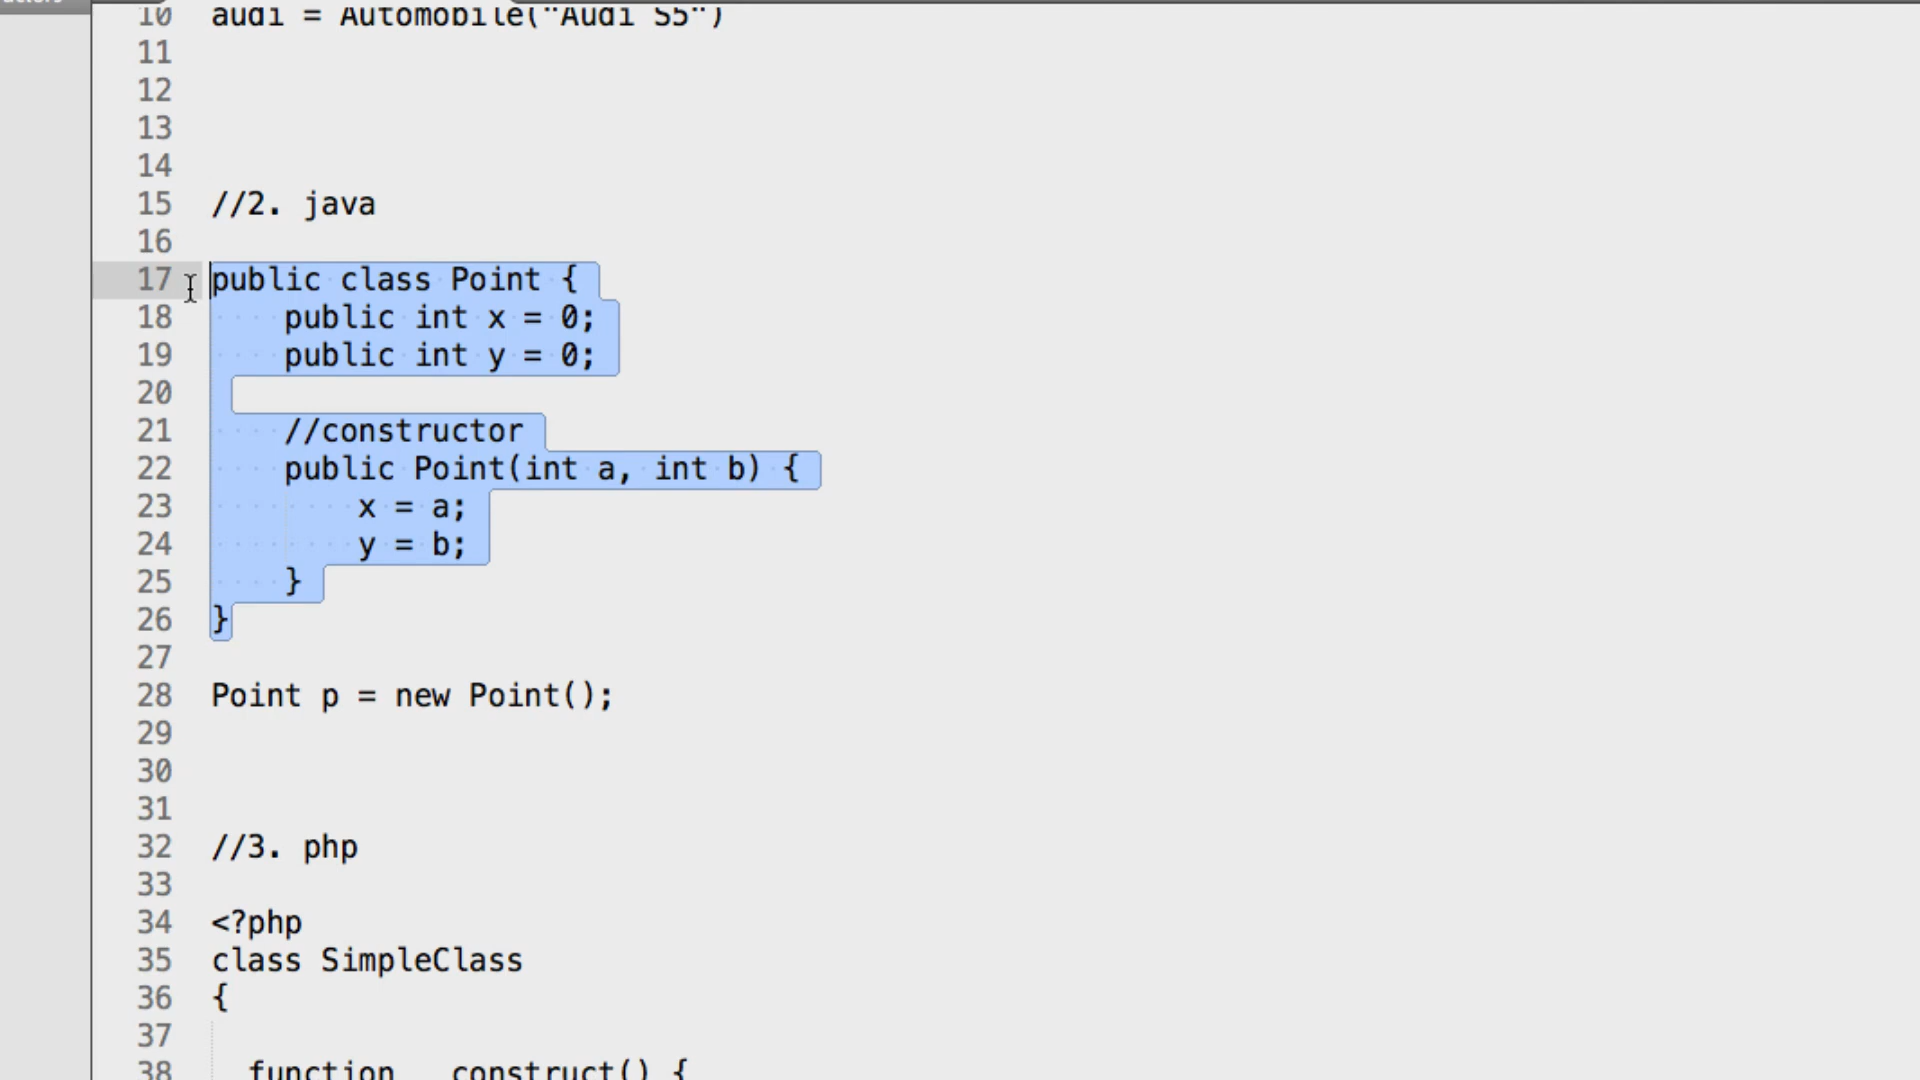 10 audi = Automobile("Audi S5")
11
12
13
14
15 //2. java
16
17 public class Point {
18     public int x = 0;
19     public int y = 0;
20
21     //constructor
22     public Point(int a, int b) {
23         x = a;
24         y = b;
25     }
26 }
27
28 Point p = new Point();
29
30
31
32 //3. php
33
34 <?php
35 class SimpleClass
36 {
37
38   function __construct() {